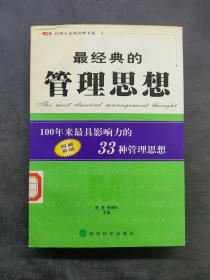 最经典的
管理思想
The most classical management thought
100年来最具影响力的
33种管理思想
主编
经济科学出版社